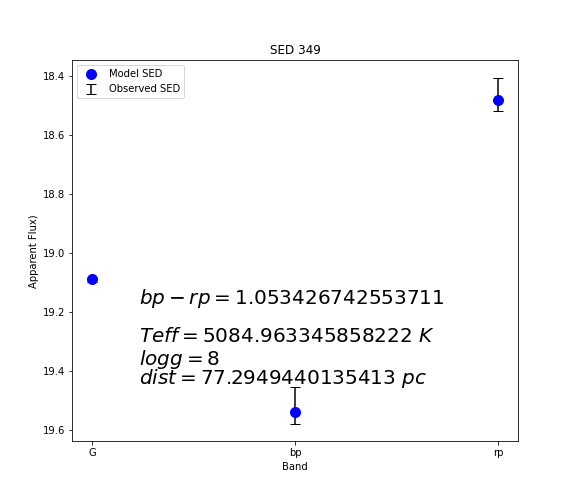 SED 349
Model SED
Observed SED
18.4
18.6
18.8
19.0
19.2
19.4
19.6
Apparent Flux)
bp − rp = 1.053426742553711
Teff = 5084.963345858222 K
logg = 8
dist = 77.2949440135413 pc
G
bp
rp
Band